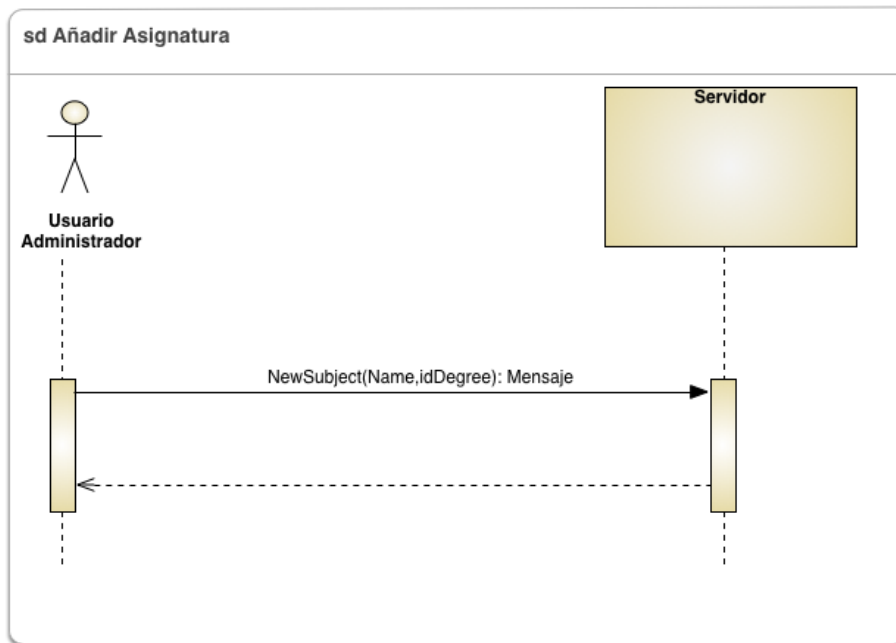 sd Añadir Asignatura
Servidor
Usuario
Administrador
NewSubject(Name,idDegree): Mensaje